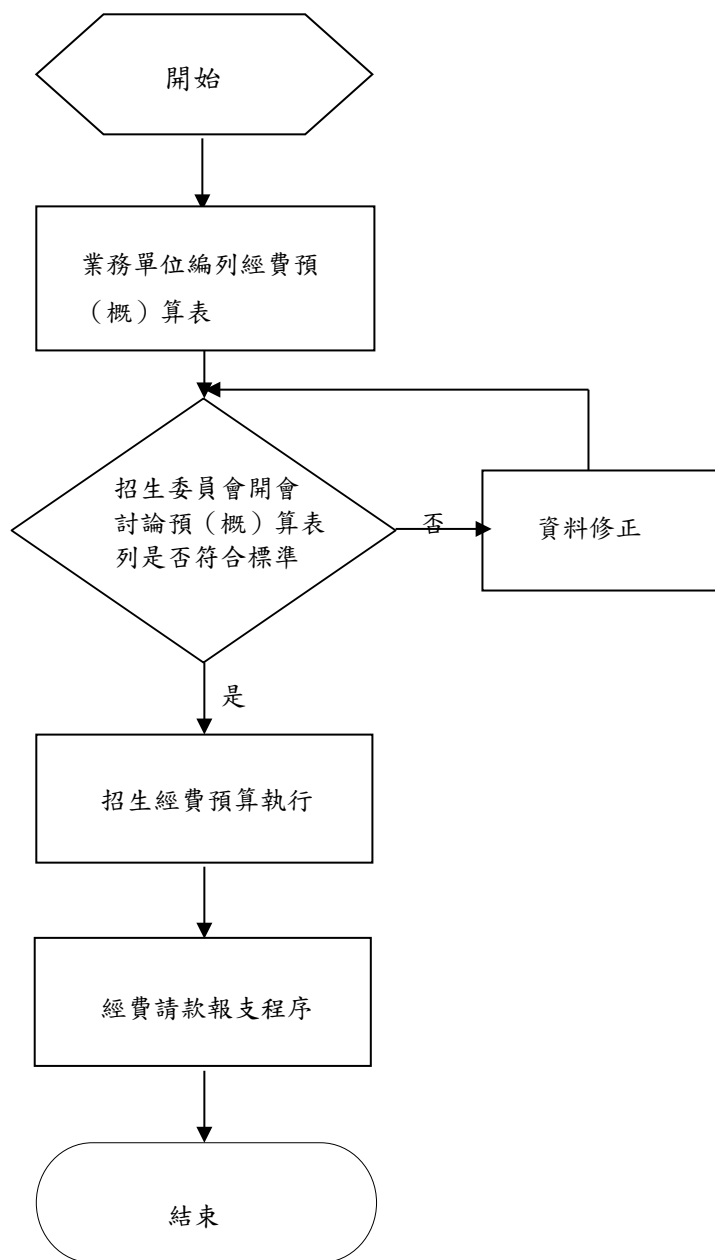 開始
業務單位編列經費預
（概）算表
招生委員會開會
討論預（概）算表
列是否符合標準
否
資料修正
是
招生經費預算執行
經費請款報支程序
結束